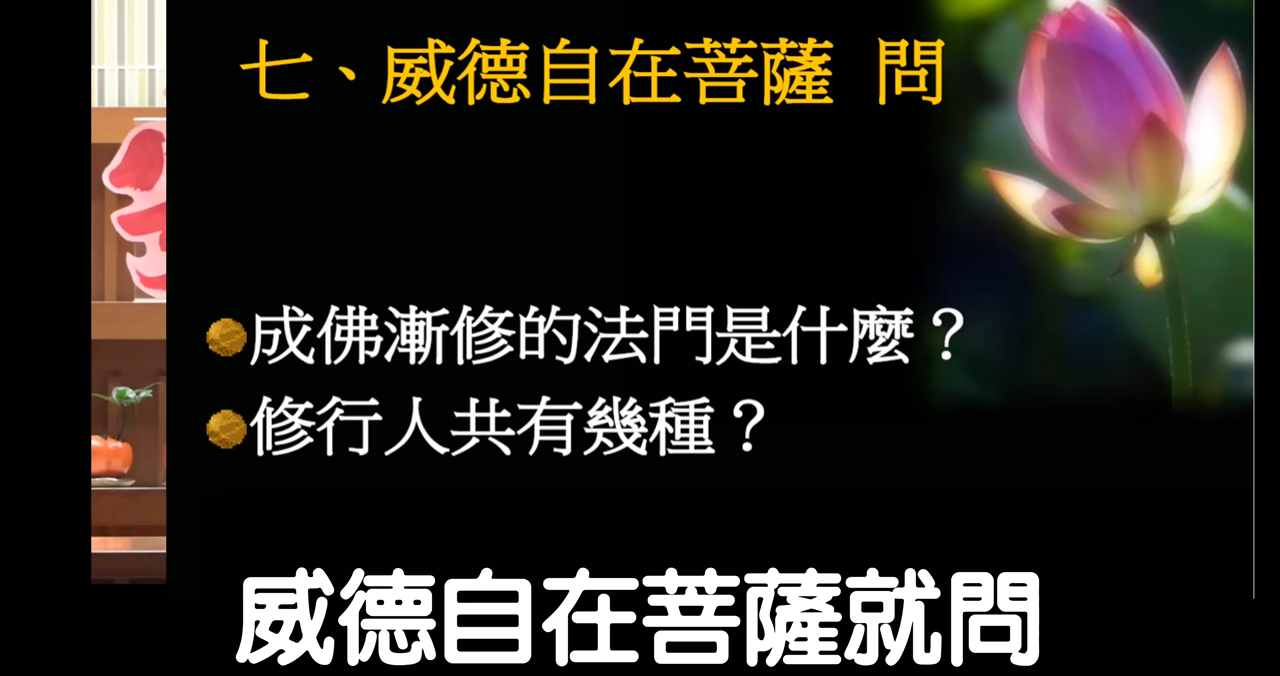 七、威德自在菩薩 問
成佛漸修的法門是什麼？
修行人共有幾種？
威德自在菩薩就問